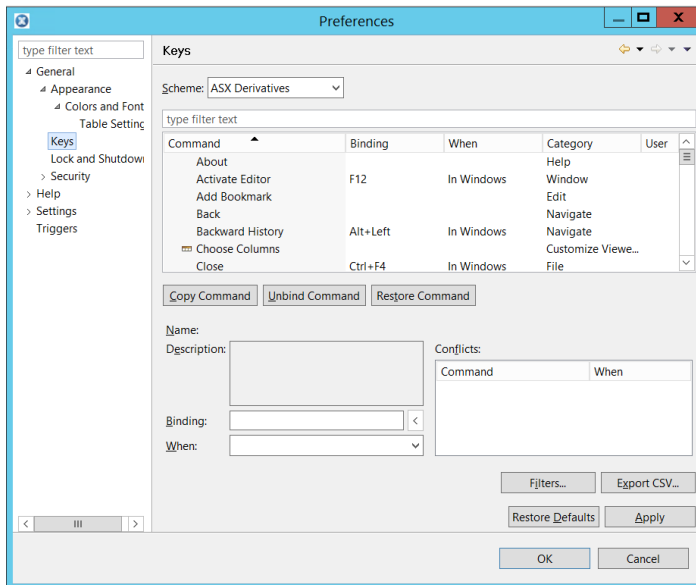 Preferences
type filter text
General
Appearance
Colors and Font
Table Setting
Keys
Lock and Shutdown
Security
Help
Settings
Triggers
Keys
Scheme: ASX Derivatives
type filter text
Command Binding When Category User
About Help
Activate Editor F12 In Windows Window
Add Bookmark Edit
Back Navigate
Backward History Alt+Left In Windows Navigate
Choose Columns Customize Viewe...
Close Ctrl+F4 In Windows File
Copy Command Unbind Command Restore Command
Name:
Description:
Conflicts:
Command When
Binding:
When:
Filters... Export CSV...
Restore Defaults Apply
OK Cancel